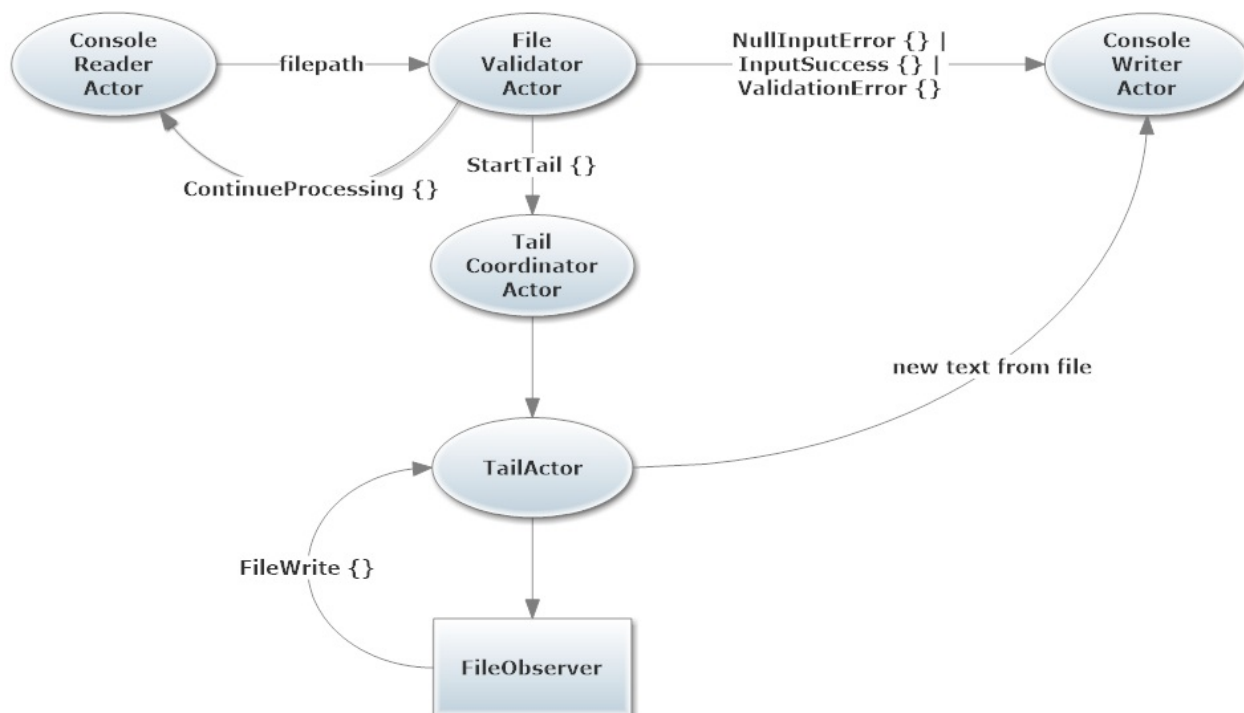 Console
Reader
Actor
filepath
File
Validator
Actor
NullInputError {} |
InputSuccess {} |
ValidationError {}
Console
Writer
Actor
ContinueProcessing {}
StartTail {}
Tail
Coordinator
Actor
new text from file
TailActor
FileWrite {}
FileObserver